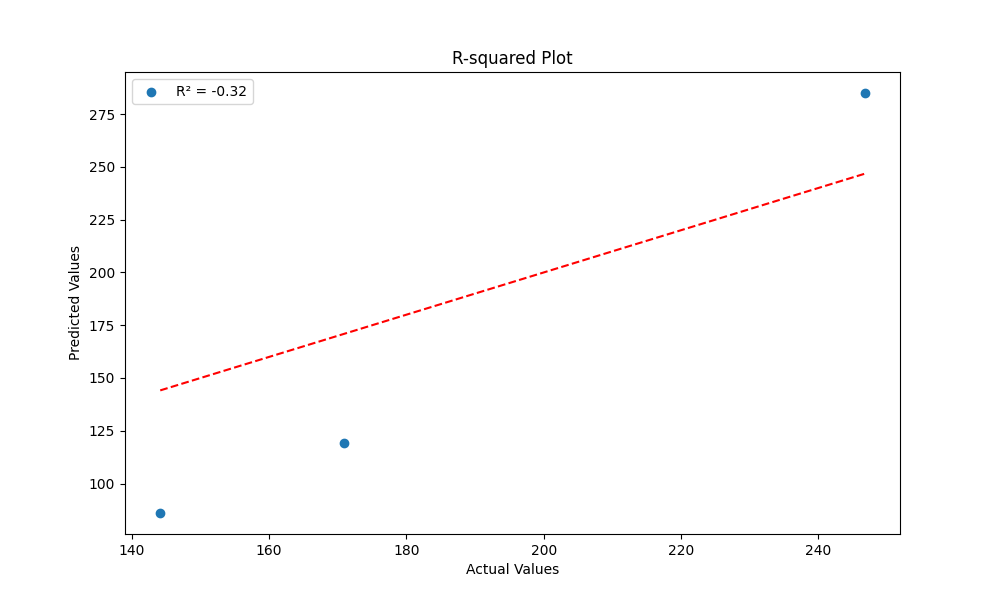 R-squared Plot
R² = -0.32
Predicted Values
275
250
225
200
175
150
125
100
140 160 180 200 220 240
Actual Values